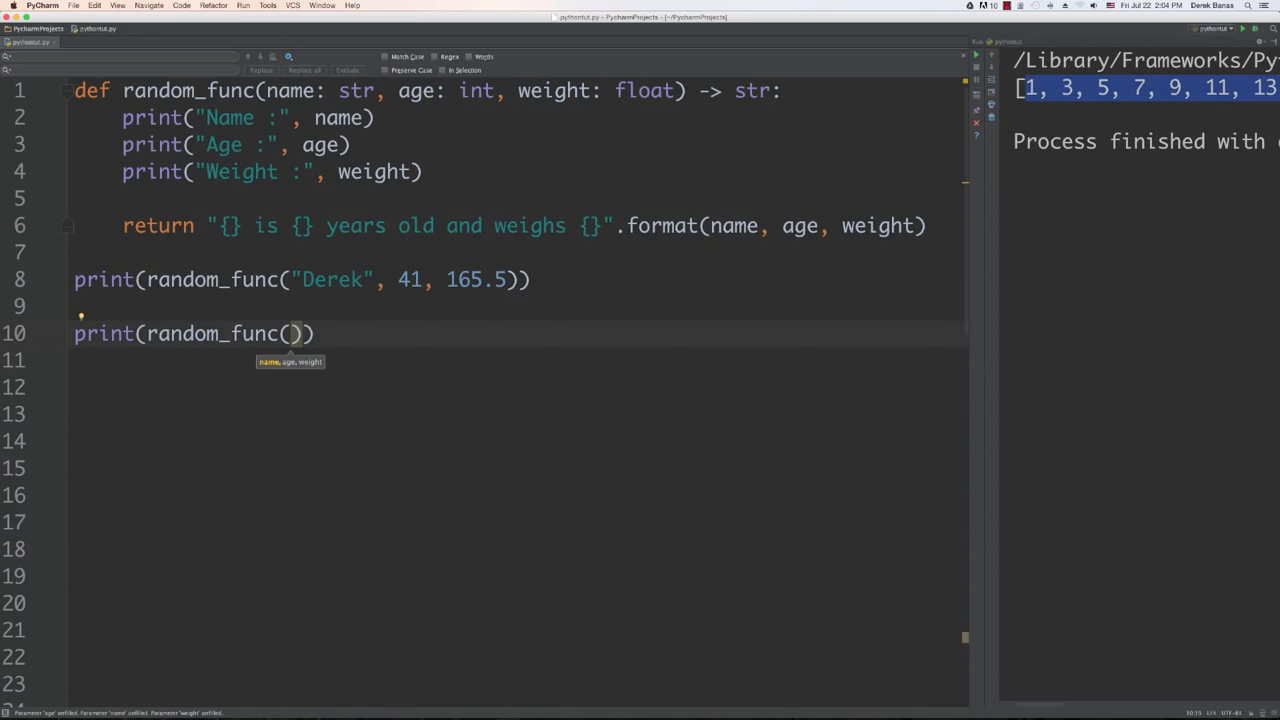 PyCharm File Edit View Navigate Code Refactor Run Tools VCS Window Help
10 Fri Jul 22 2:04 PM Derek Banas
pythontut.py - PycharmProjects - [~/PycharmProjects]
PycharmProjects pythontut.py
pythontut
pythontut.py
Run pythontut
Match Case Regex Words
Replace Replace all Exclude Preserve Case In Selection
1 def random_func(name: str, age: int, weight: float) -> str:
2 print("Name :", name)
3 print("Age :", age)
4 print("Weight :", weight)
5
6 return "{} is {} years old and weighs {}".format(name, age, weight)
7
8 print(random_func("Derek", 41, 165.5))
9
10 print(random_func())
name, age, weight
11
12
13
14
15
16
17
18
19
20
21
22
23
/Library/Frameworks/Py
[1, 3, 5, 7, 9, 11, 13
Process finished with
Parameter 'age' unfilled. Parameter 'name' unfilled. Parameter 'weight' unfilled.
10:19 LF÷ UTF-8÷